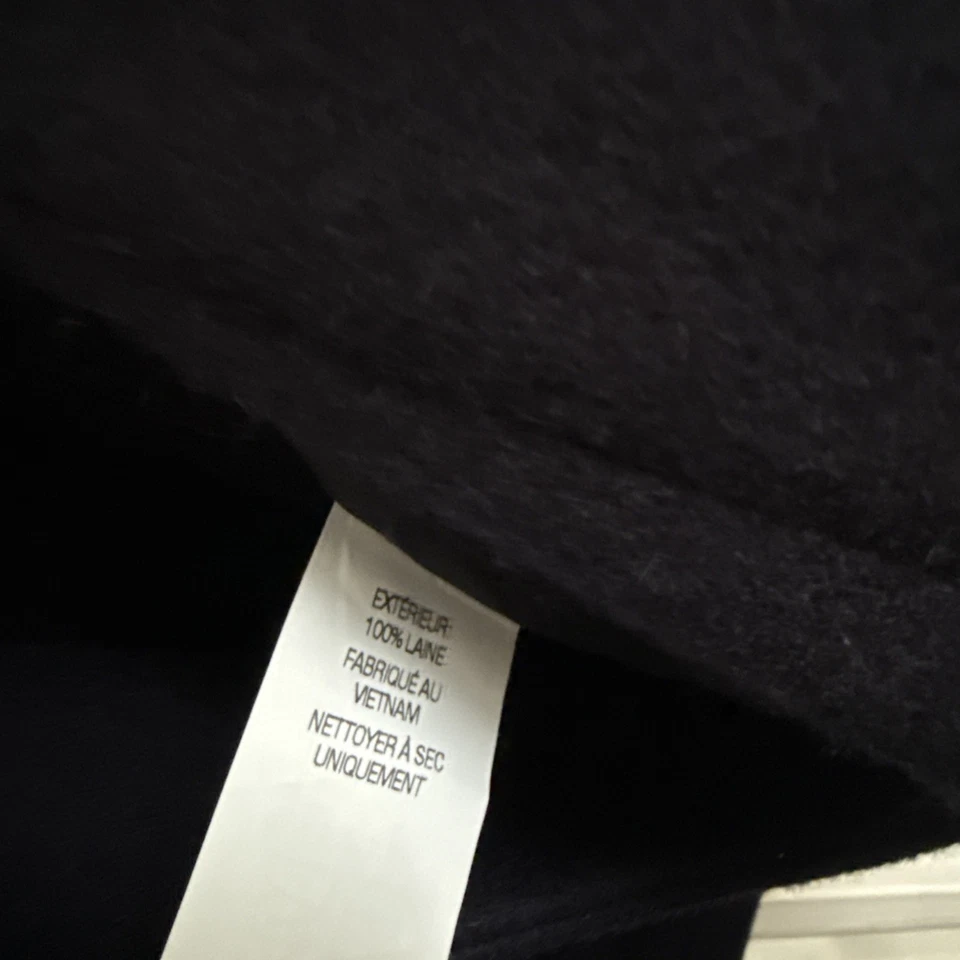 EXTÉRIEUR:
100% LAINE
FABRIQUÉ AU
VIETNAM
NETTOYER À SEC
UNIQUEMENT